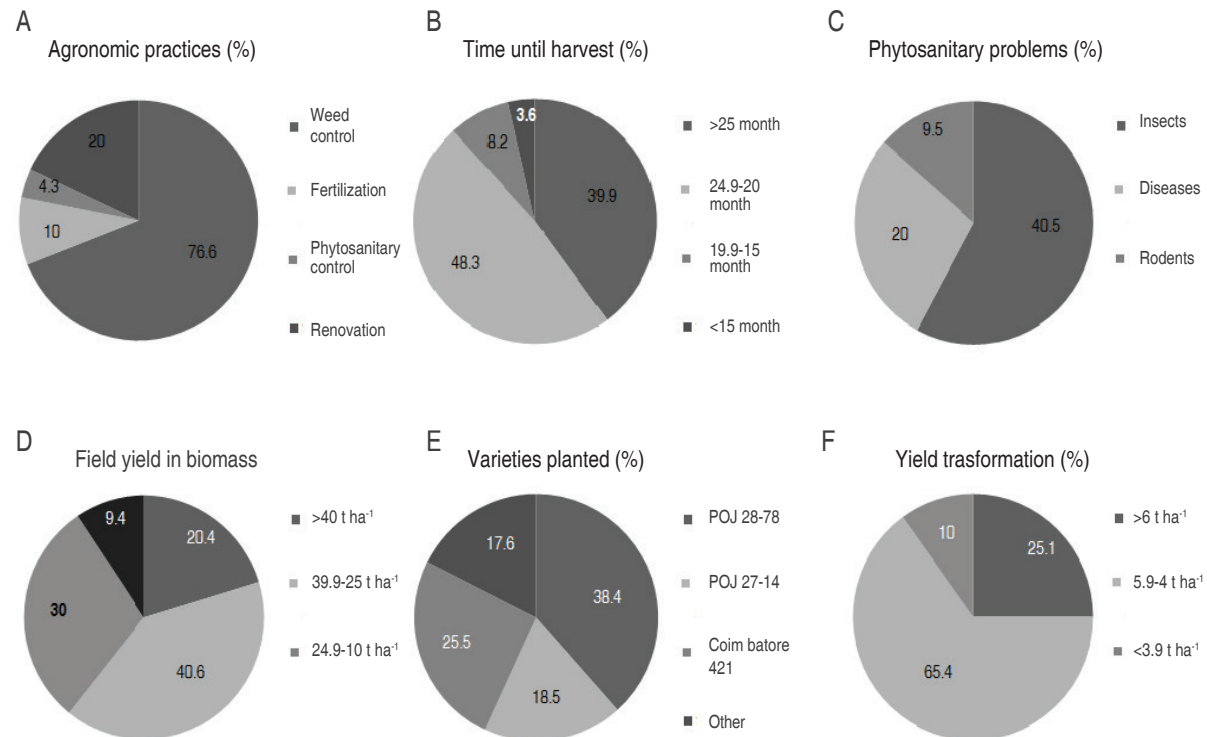 A
Agronomic practices (%)
20
4.3
10
76.6
Weed
control
Fertilization
Phytosanitary
control
Renovation
B
Time until harvest (%)
3.6
8.2
39.9
48.3
>25 month
24.9-20
month
19.9-15
month
<15 month
C
Phytosanitary problems (%)
9.5
20
40.5
Insects
Diseases
Rodents
D
Field yield in biomass
9.4
20.4
30
40.6
>40 t ha⁻¹
39.9-25 t ha⁻¹
24.9-10 t ha⁻¹
E
Varieties planted (%)
17.6
38.4
25.5
18.5
POJ 28-78
POJ 27-14
Coim batore
421
Other
F
Yield trasformation (%)
10
25.1
65.4
>6 t ha⁻¹
5.9-4 t ha⁻¹
<3.9 t ha⁻¹